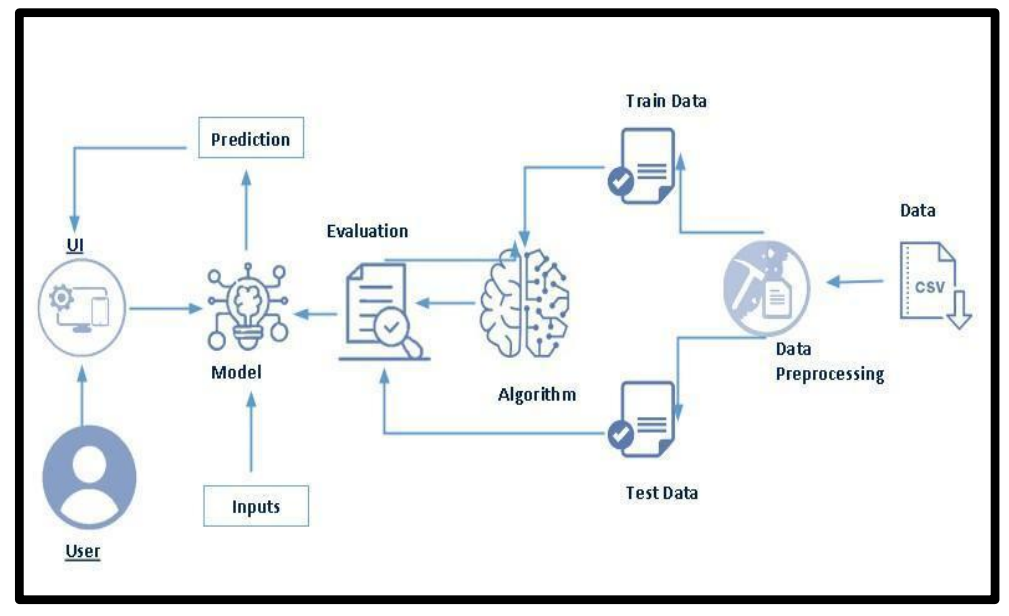 Train Data
Prediction
Data
Evaluation
UI
CSV
Data
Preprocessing
Model
Algorithm
Test Data
Inputs
User